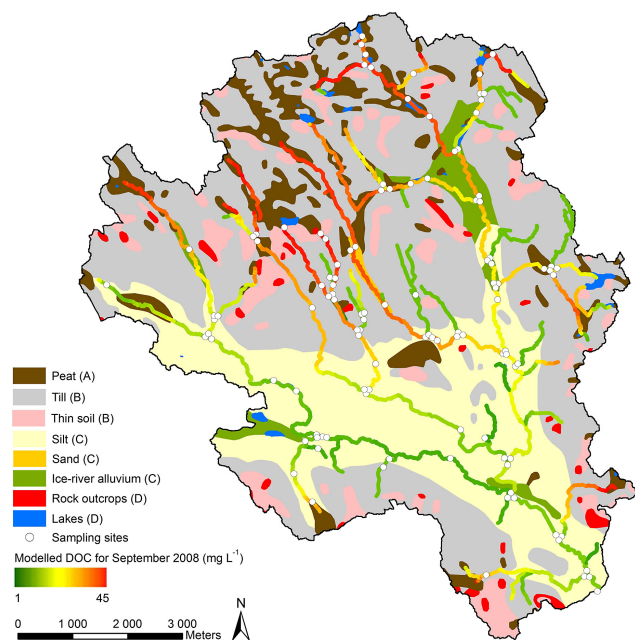 Peat (A)
Till (B)
Thin soil (B)
Silt (C)
Sand (C)
Ice-river alluvium (C)
Rock outcrops (D)
Lakes (D)
Sampling sites
Modelled DOC for September 2008 (mg L⁻¹)
1 45
0 1 000 2 000 3 000
Meters
N